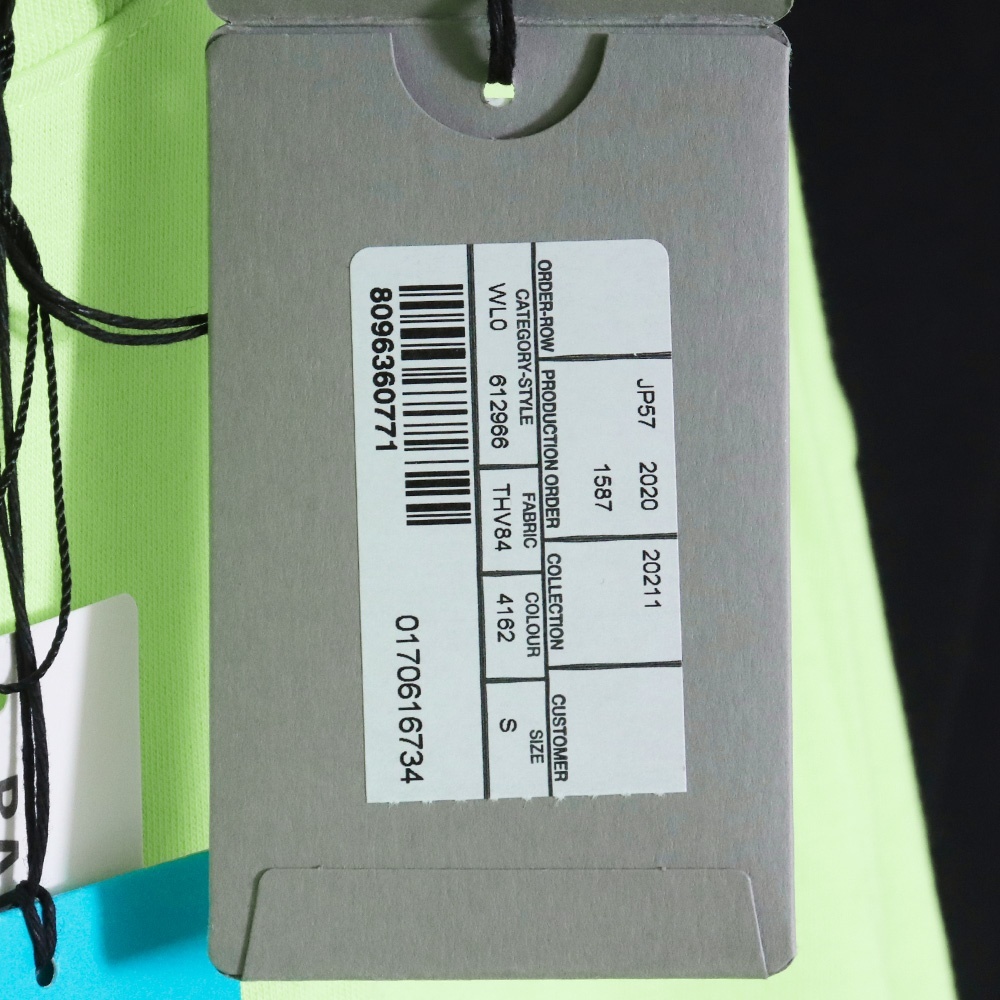 JP57 2020 20211
1587
ORDER-ROW PRODUCTION ORDER COLLECTION CUSTOMER
CATEGORY-STYLE FABRIC COLOUR SIZE
WL0 612966 THV84 4162 S
8096360771 0170616734